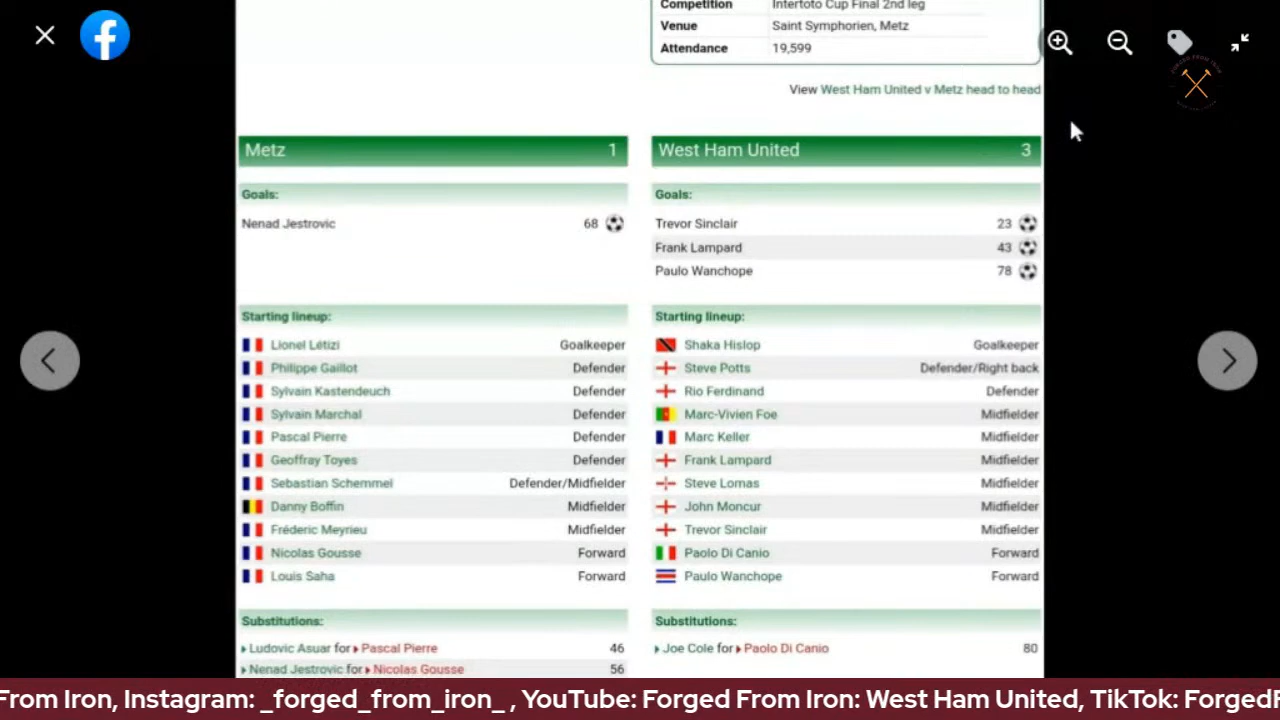 Competition Intertoto Cup Final 2nd leg
Venue Saint Symphorien, Metz
Attendance 19,599
View West Ham United v Metz head to head
Metz 1
West Ham United 3
Goals:
Goals:
Nenad Jestrovic 68
Trevor Sinclair 23
Frank Lampard 43
Paulo Wanchope 78
Starting lineup:
Starting lineup:
Lionel Létizi Goalkeeper
Shaka Hislop Goalkeeper
Philippe Gaillot Defender
Steve Potts Defender/Right back
Sylvain Kastendeuch Defender
Rio Ferdinand Defender
Sylvain Marchal Defender
Marc-Vivien Foe Midfielder
Pascal Pierre Defender
Marc Keller Midfielder
Geoffray Toyes Defender
Frank Lampard Midfielder
Sebastian Schemmel Defender/Midfielder
Steve Lomas Midfielder
Danny Boffin Midfielder
John Moncur Midfielder
Fréderic Meyrieu Midfielder
Trevor Sinclair Midfielder
Nicolas Gousse Forward
Paolo Di Canio Forward
Louis Saha Forward
Paulo Wanchope Forward
Substitutions:
Substitutions:
Ludovic Asuar for Pascal Pierre 46
Joe Cole for Paolo Di Canio 80
Nenad Jestrovic for Nicolas Gousse 56
From Iron, Instagram: _forged_from_iron_ , YouTube: Forged From Iron: West Ham United, TikTok: ForgedF